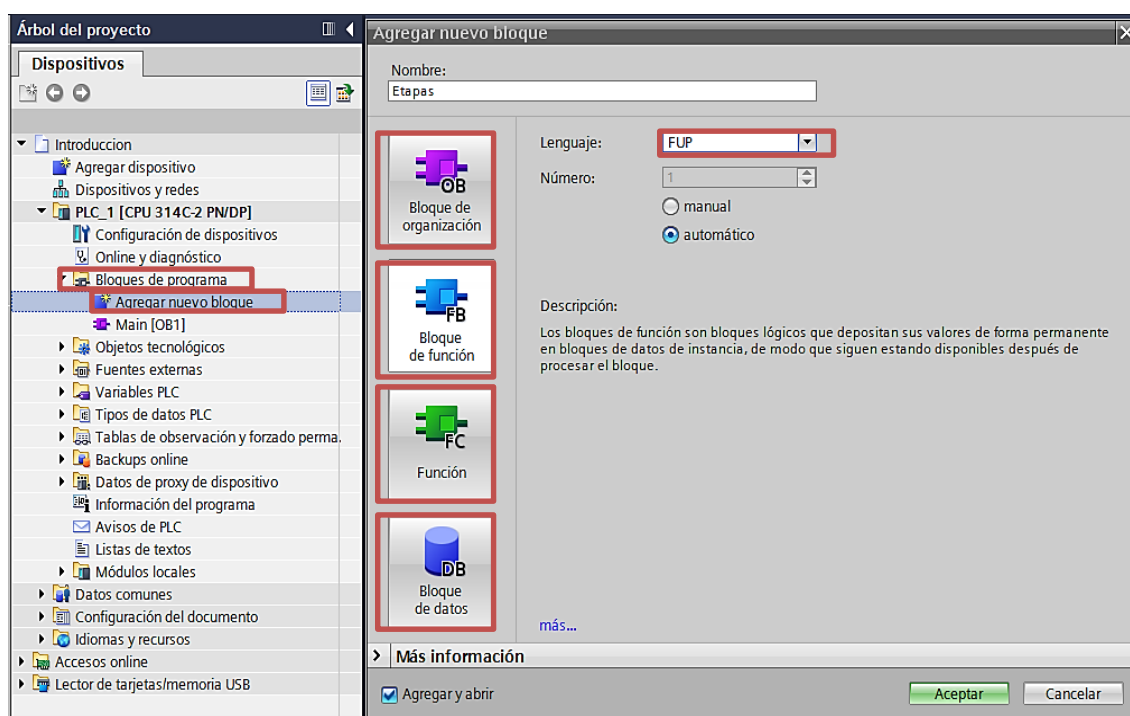 Árbol del proyecto
Dispositivos
Introduccion
Agregar dispositivo
Dispositivos y redes
PLC_1 [CPU 314C-2 PN/DP]
Configuración de dispositivos
Online y diagnóstico
Bloques de programa
Agregar nuevo bloque
Main [OB1]
Objetos tecnológicos
Fuentes externas
Variables PLC
Tipos de datos PLC
Tablas de observación y forzado perma.
Backups online
Datos de proxy de dispositivo
Información del programa
Avisos de PLC
Listas de textos
Módulos locales
Datos comunes
Configuración del documento
Idiomas y recursos
Accesos online
Lector de tarjetas/memoria USB
Agregar nuevo bloque
Nombre:
Etapas
OB
Bloque de
organización
FB
Bloque
de función
FC
Función
DB
Bloque
de datos
Lenguaje: FUP
Número: 1
manual
automático
Descripción:
Los bloques de función son bloques lógicos que depositan sus valores de forma permanente
en bloques de datos de instancia, de modo que siguen estando disponibles después de
procesar el bloque.
más...
Más información
Agregar y abrir
Aceptar Cancelar